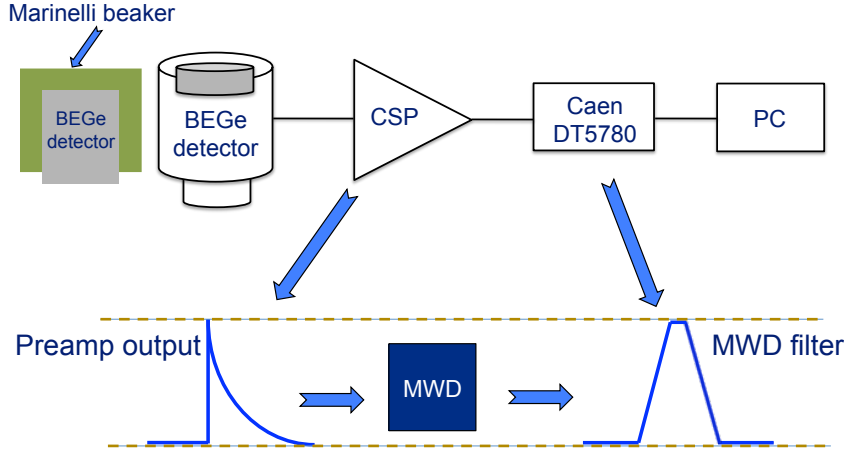 Marinelli beaker
BEGe
detector
BEGe
detector
CSP
Caen
DT5780
PC
Preamp output
MWD
MWD filter